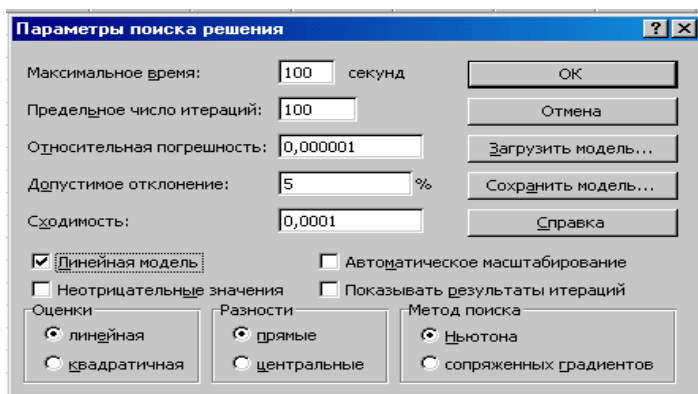 Параметры поиска решения
Максимальное время: 100 секунд ОК
Предельное число итераций: 100 Отмена
Относительная погрешность: 0,000001 Загрузить модель...
Допустимое отклонение: 5 % Сохранить модель...
Сходимость: 0,0001 Справка
Линейная модель Автоматическое масштабирование
Неотрицательные значения Показывать результаты итераций
Оценки Разности Метод поиска
линейная прямые Ньютона
квадратичная центральные сопряженных градиентов